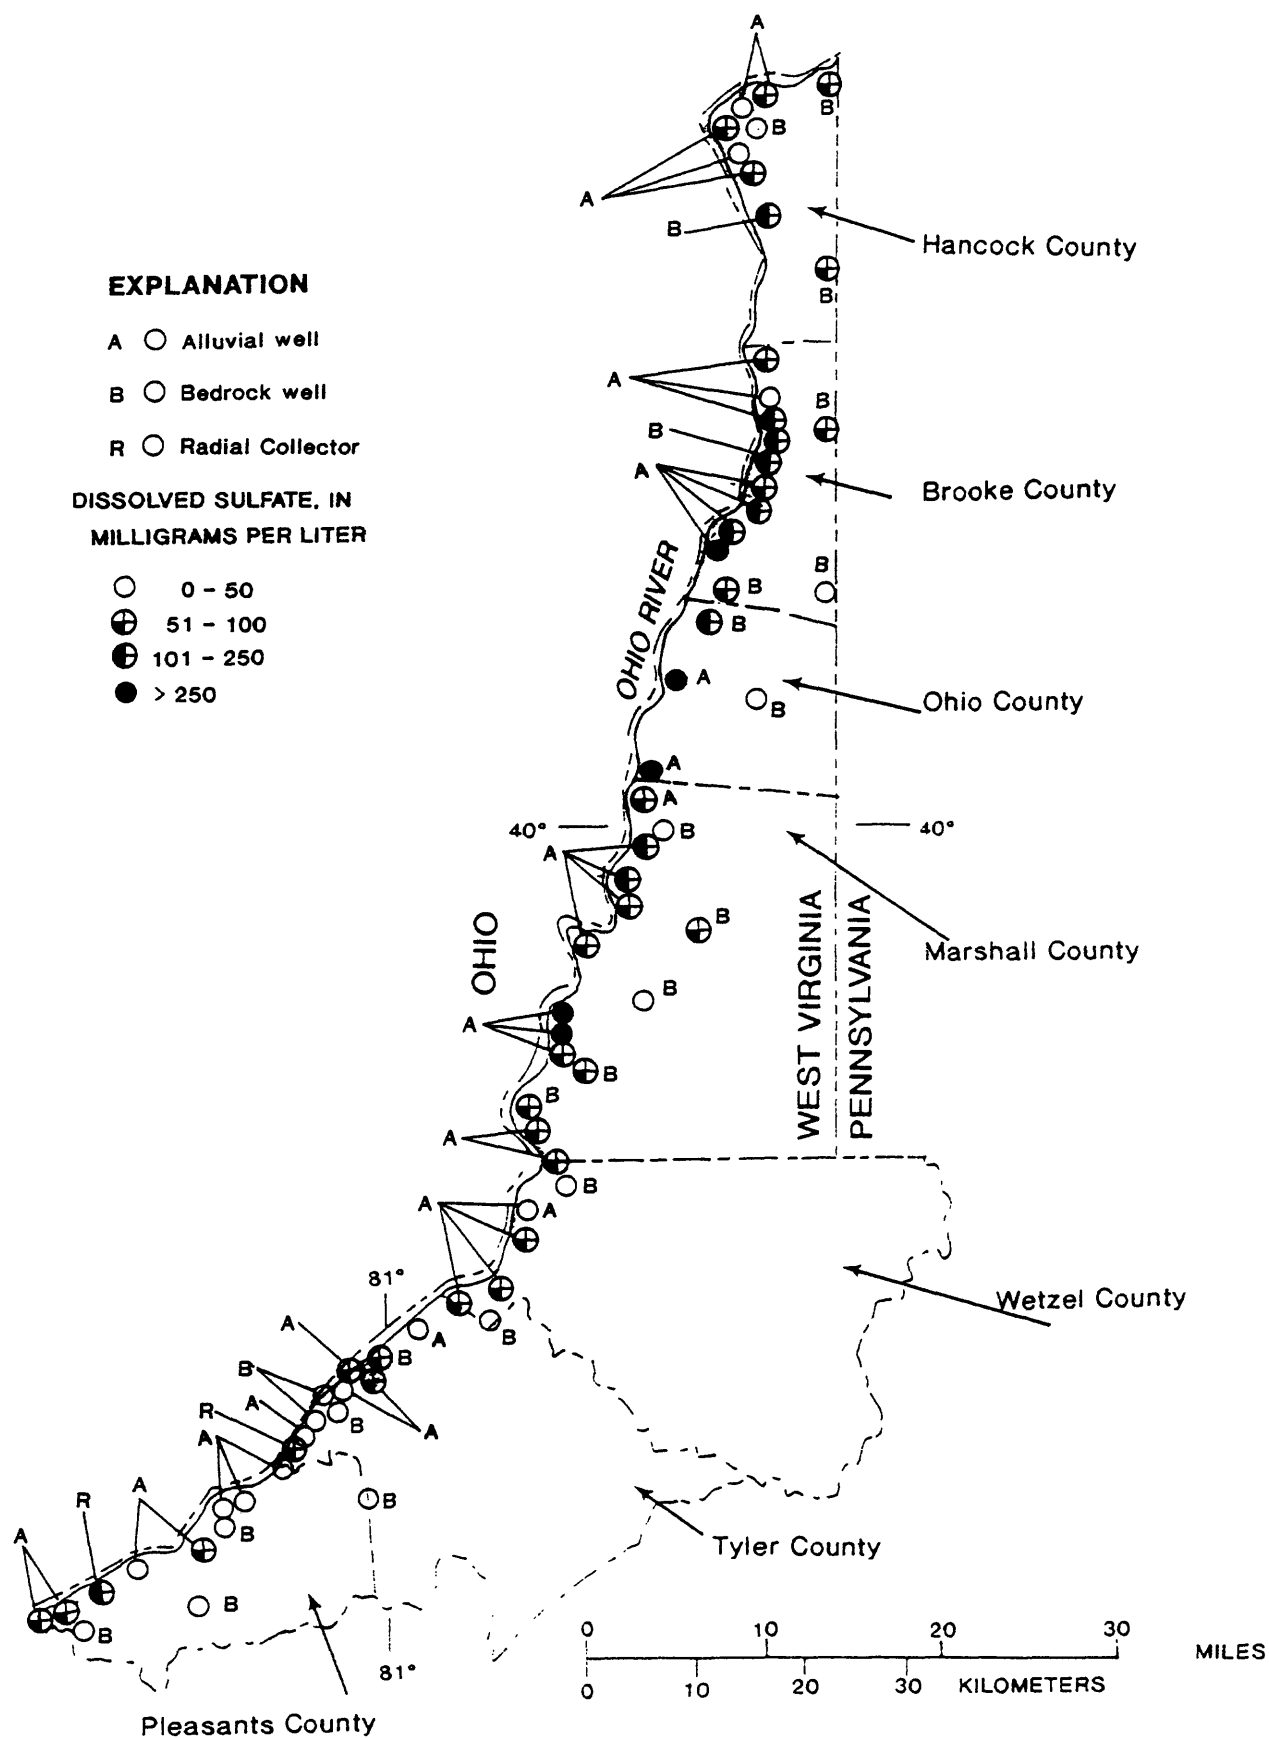 A
B
B
A
B
Hancock County
B
EXPLANATION
A Alluvial well
B Bedrock well
R Radial Collector
DISSOLVED SULFATE, IN
MILLIGRAMS PER LITER
0 - 50
51 - 100
101 - 250
> 250
A
B
B
A
Brooke County
B
B
B
OHIO RIVER
A
B
Ohio County
A
A
B
40°
40°
A
B
Marshall County
OHIO
WEST VIRGINIA
PENNSYLVANIA
B
A
B
B
A
B
A
A
Wetzel County
81°
B
A
A
B
B
A
B
R
A
A
B
A
R
B
A
B
B
Tyler County
81°
Pleasants County
0 10 20 30
MILES
0 10 20 30 KILOMETERS